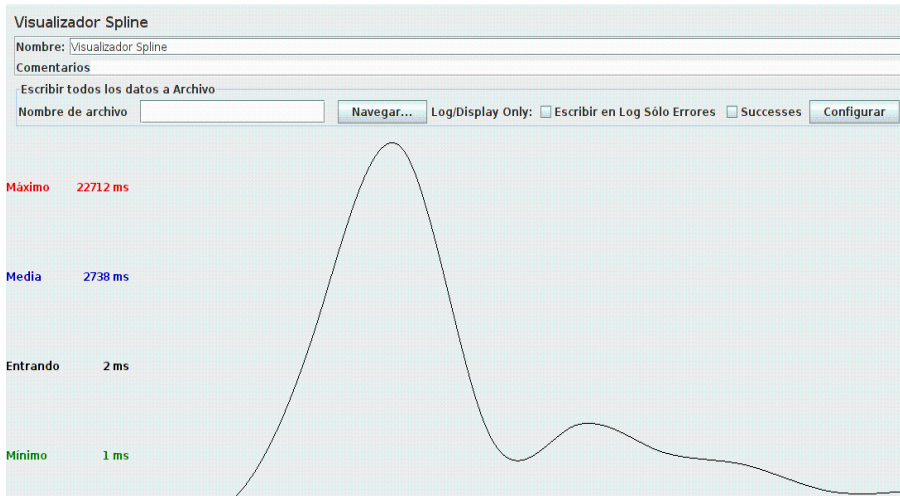 Visualizador Spline
Nombre: Visualizador Spline
Comentarios
Escribir todos los datos a Archivo
Nombre de archivo Navegar... Log/Display Only: Escribir en Log Sólo Errores Successes Configurar
Máximo 22712 ms
Media 2738 ms
Entrando 2 ms
Mínimo 1 ms